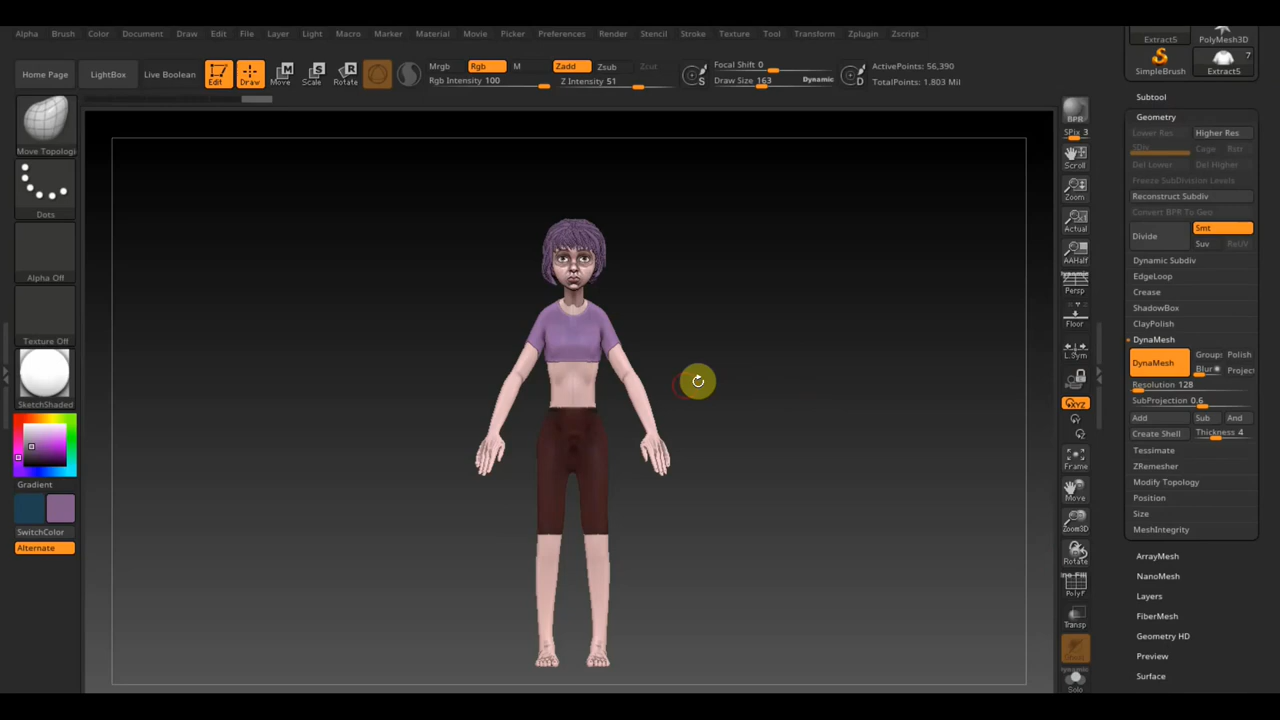 Alpha Brush Color Document Draw Edit File Layer Light Macro Marker Material Movie Picker Preferences Render Stencil Stroke Texture Tool Transform Zplugin Zscript
Extract5 PolyMesh3D
SimpleBrush Extract5 7
Home Page LightBox Live Boolean Edit Draw Move Scale Rotate
Mrgb Rgb M Zadd Zsub Zcut
Rgb Intensity 100 Z Intensity 51
Focal Shift 0
Draw Size 163 Dynamic
ActivePoints: 56,390
TotalPoints: 1.803 Mil
Move Topologi
Dots
Alpha Off
Texture Off
SketchShaded
Gradient
SwitchColor
Alternate
BPR
SPix 3
Scroll
Zoom
Actual
AAHalf
Dynamic
Persp
Floor
L.Sym
XYZ
Frame
Move
Zoom3D
Rotate
PolyF
Transp
Ghost
Dynamic
Solo
Subtool
Geometry
Lower Res Higher Res
SDiv Cage Rstr
Del Lower Del Higher
Freeze SubDivision Levels
Reconstruct Subdiv
Convert BPR To Geo
Divide Smt
Suv ReUV
Dynamic Subdiv
EdgeLoop
Crease
ShadowBox
ClayPolish
DynaMesh
DynaMesh Groups Polish
Blur Project
Resolution 128
SubProjection 0.6
Add Sub And
Create Shell Thickness 4
Tessimate
ZRemesher
Modify Topology
Position
Size
MeshIntegrity
ArrayMesh
NanoMesh
Layers
FiberMesh
Geometry HD
Preview
Surface